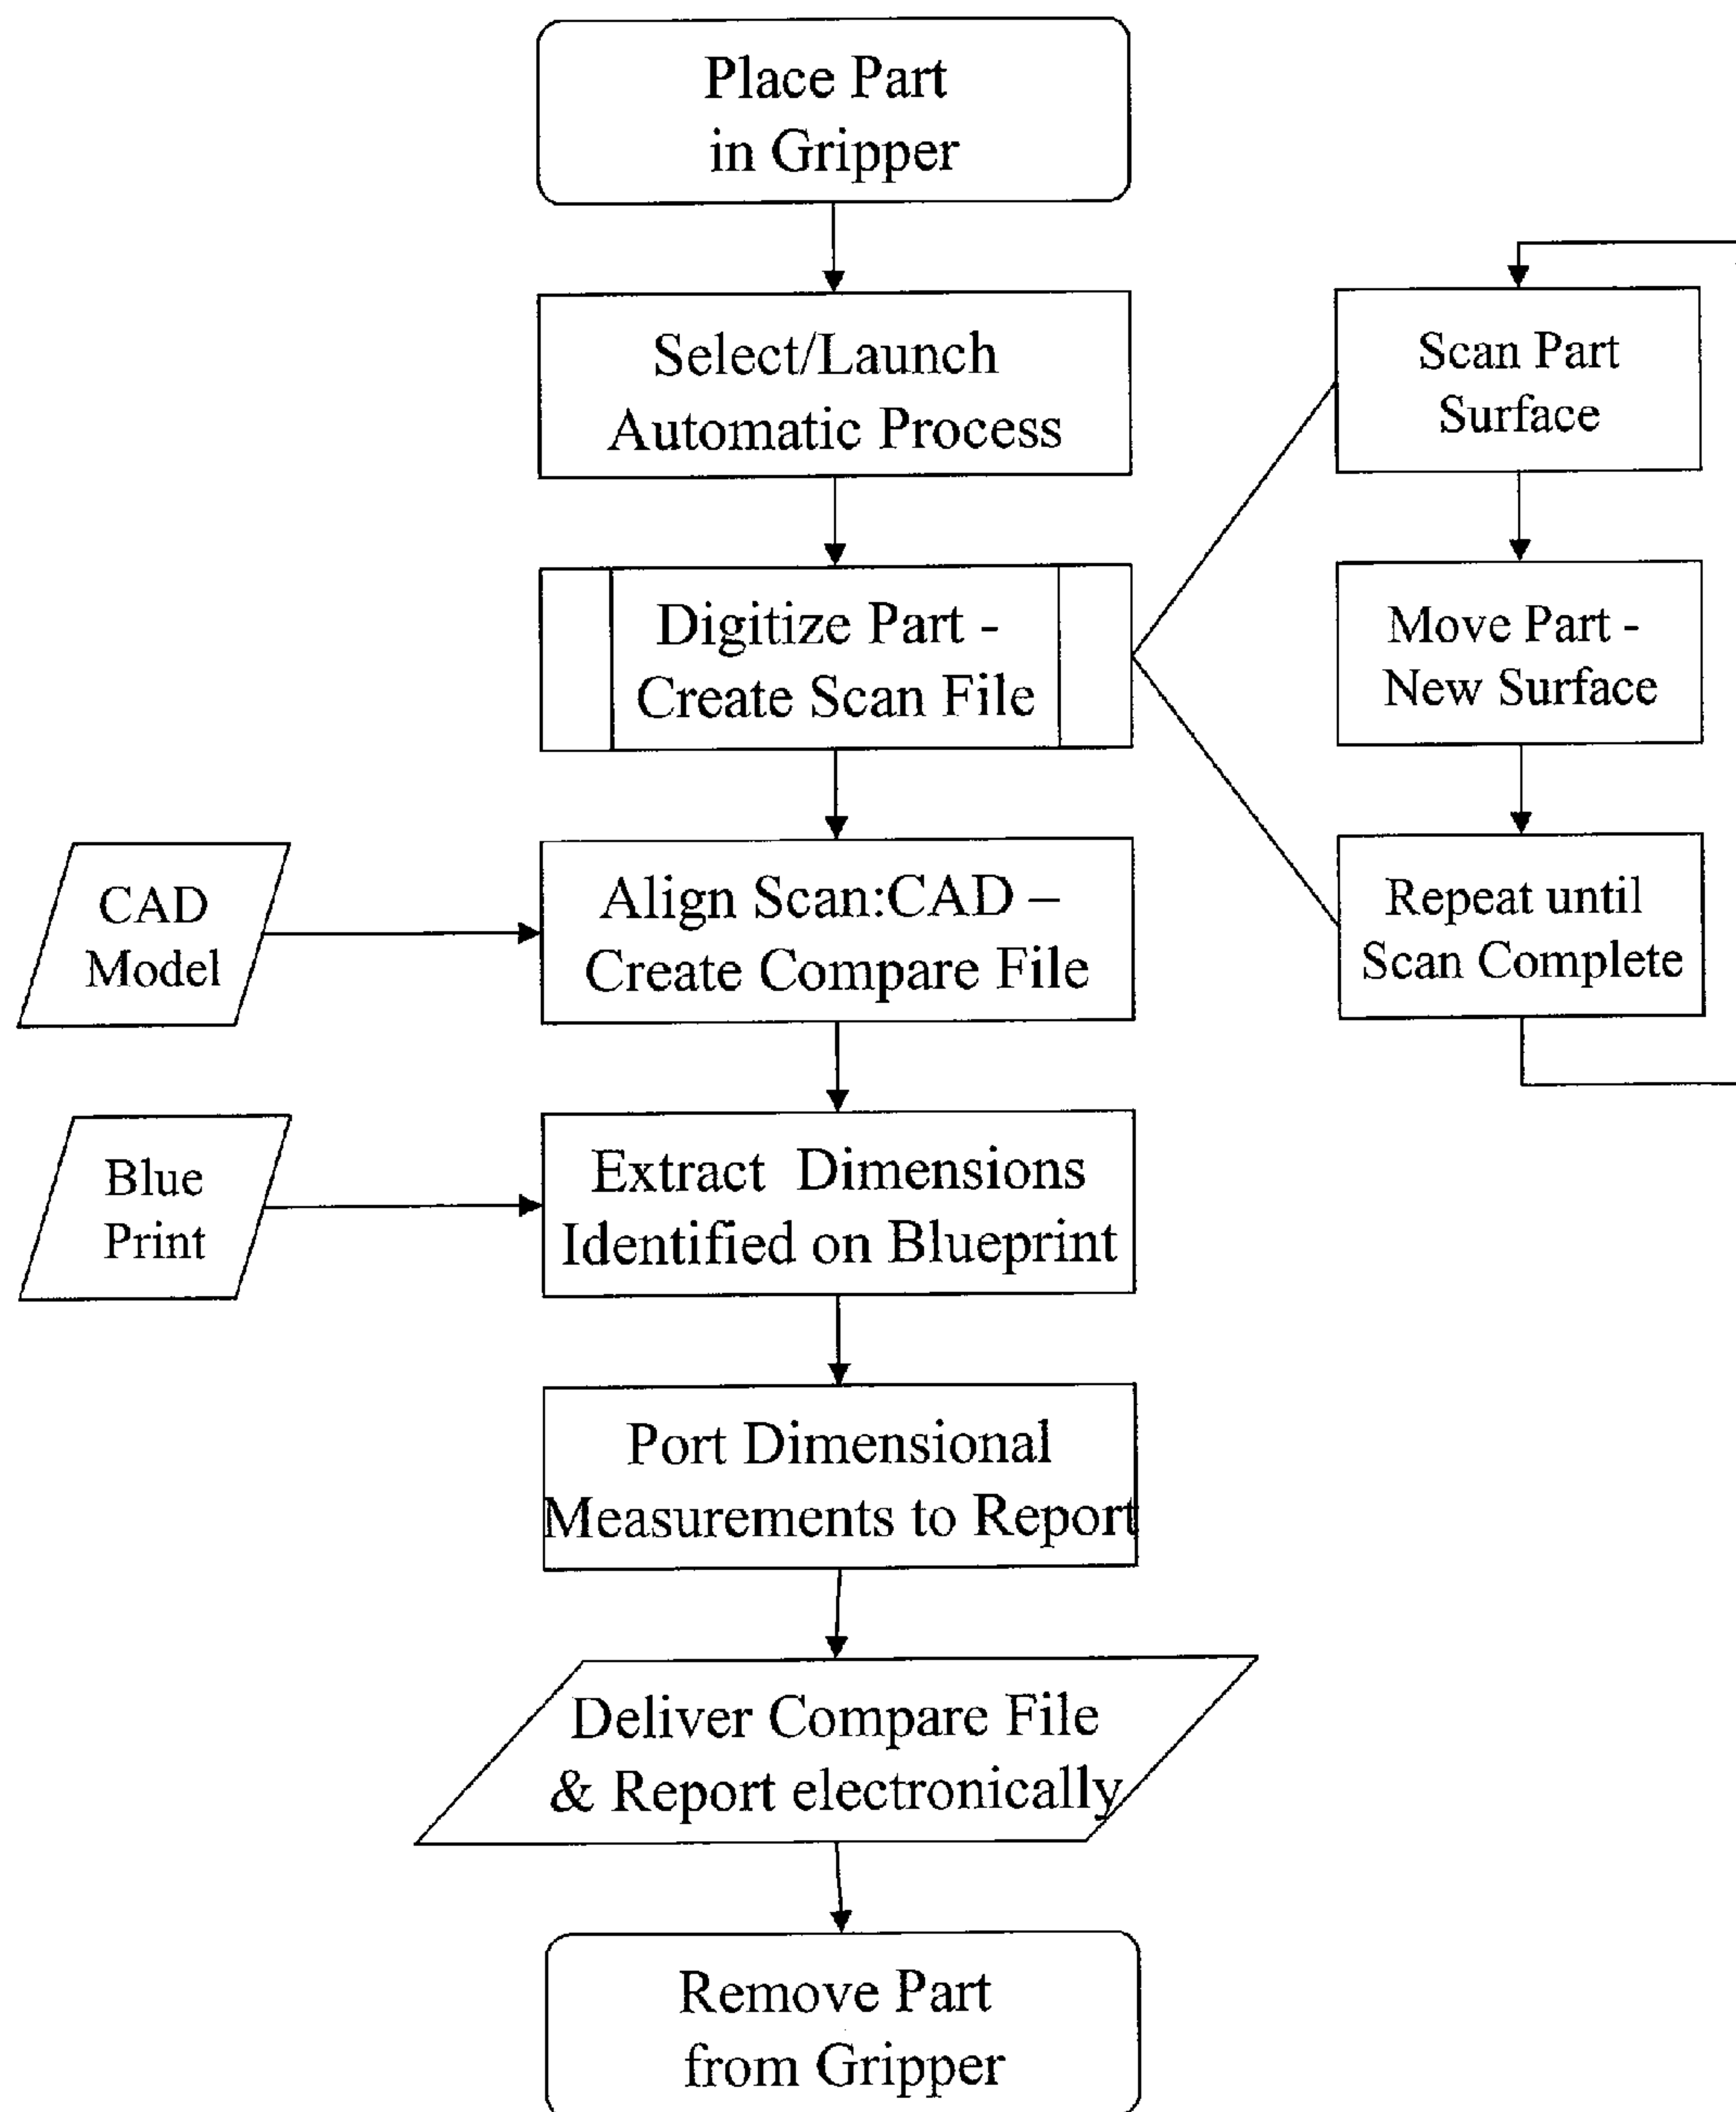 Place Part
in Gripper
Select/Launch
Automatic Process
Digitize Part -
Create Scan File
Scan Part
Surface
Move Part -
New Surface
Repeat until
Scan Complete
CAD
Model
Align Scan:CAD –
Create Compare File
Blue
Print
Extract Dimensions
Identified on Blueprint
Port Dimensional
Measurements to Report
Deliver Compare File
& Report electronically
Remove Part
from Gripper